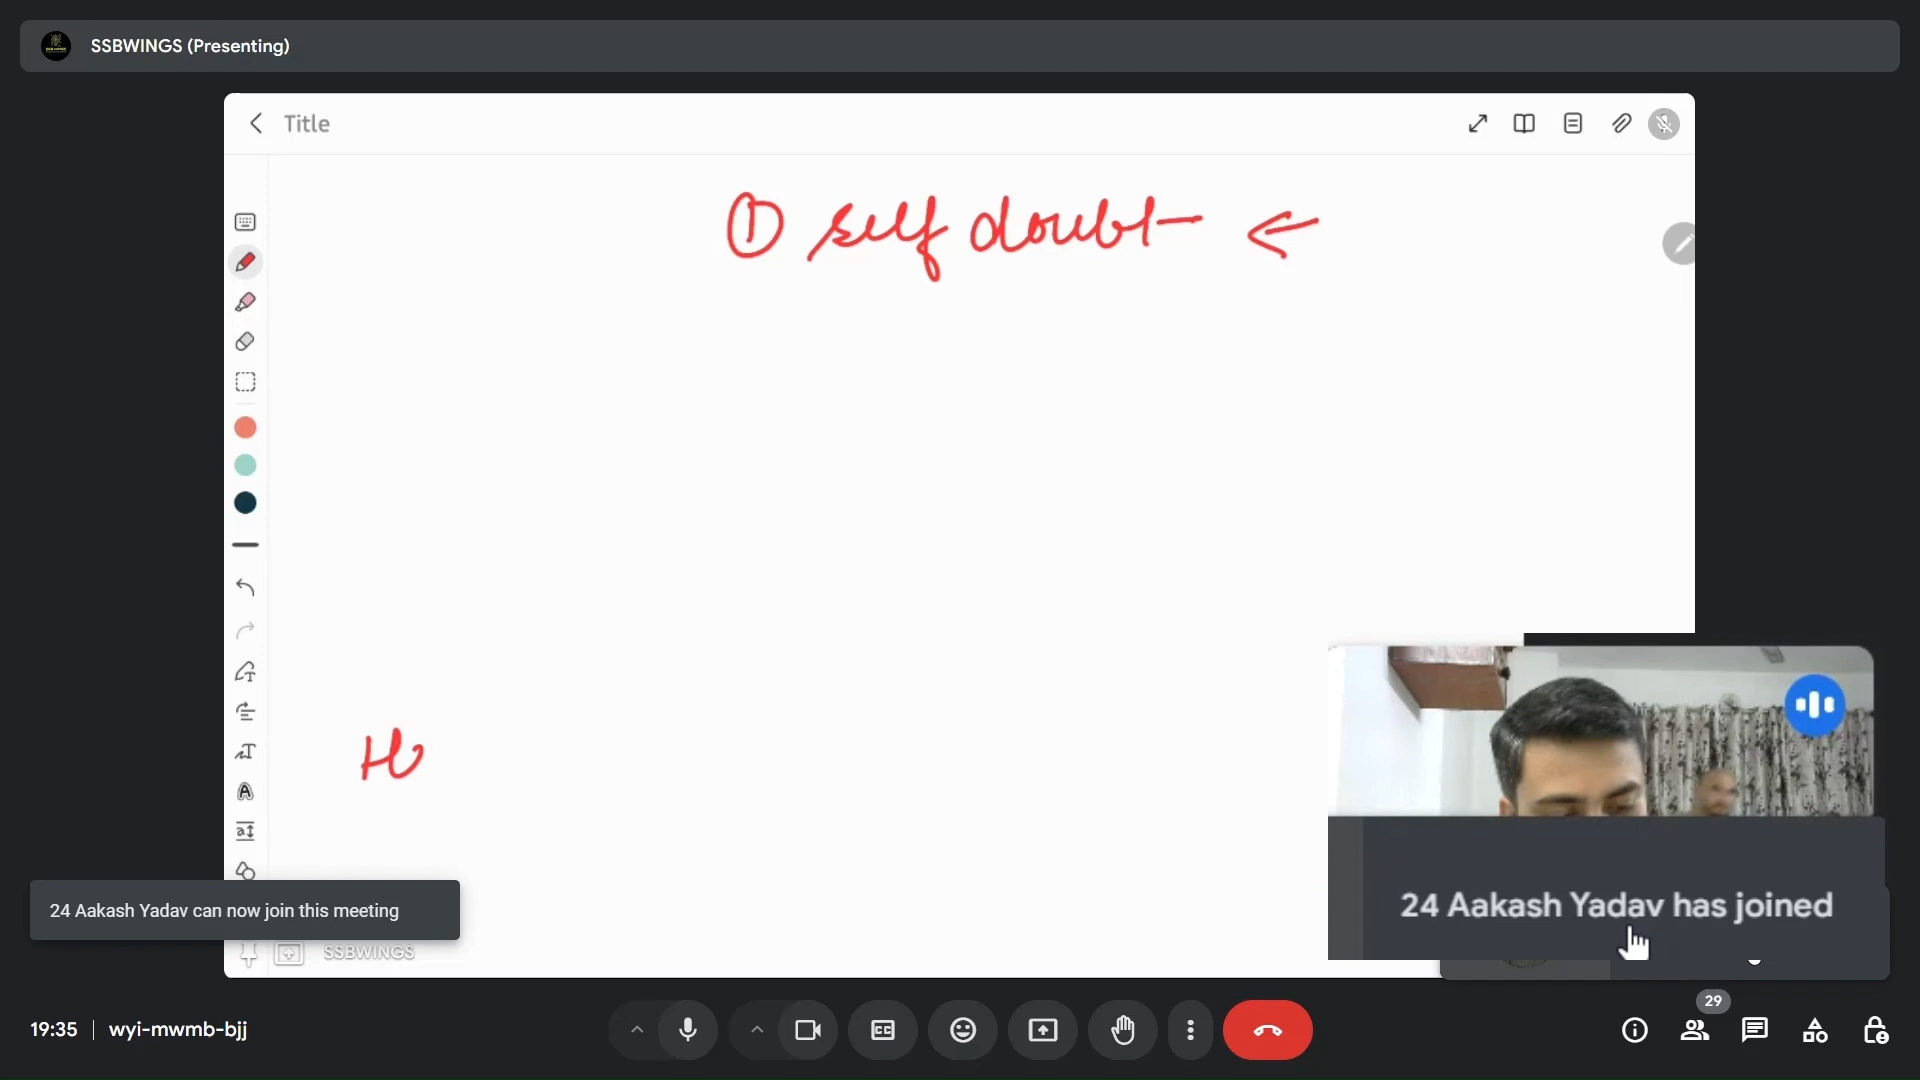 SSBWINGS (Presenting)
Title
① self doubt ←
24 Aakash Yadav can now join this meeting
SSBWINGS
24 Aakash Yadav has joined
29
19:35 | wyi-mwmb-bjj